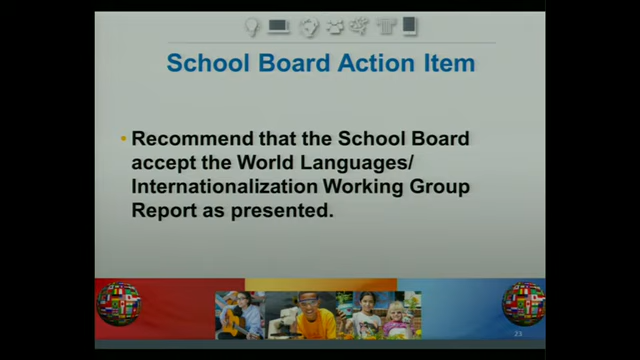 School Board Action Item
• Recommend that the School Board
accept the World Languages/
Internationalization Working Group
Report as presented.
23